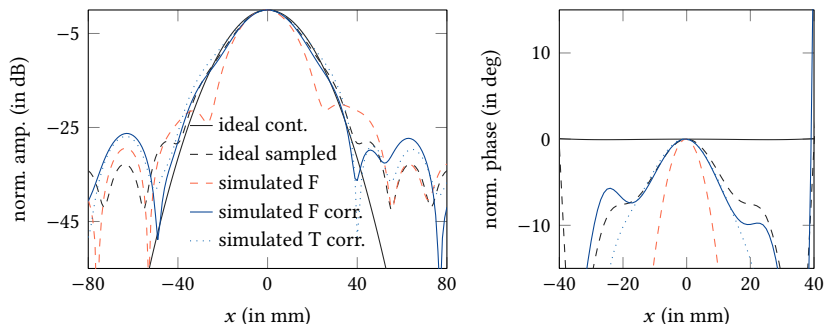 norm. amp. (in dB)
−5
−25
−45
ideal cont.
ideal sampled
simulated F
simulated F corr.
simulated T corr.
−80
−40
0
40
80
x (in mm)
norm. phase (in deg)
10
0
−10
−40
−20
0
20
40
x (in mm)